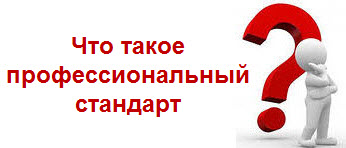 Что такое
профессиональный
стандарт